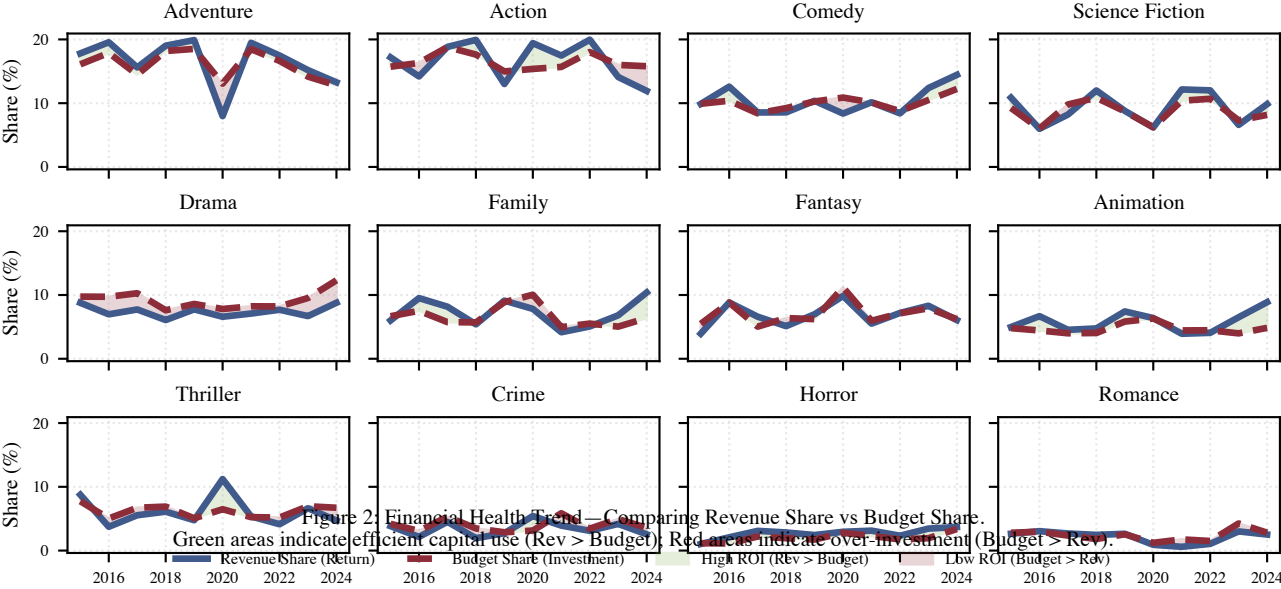 Adventure Action Comedy Science Fiction
Share (%)
20
10
0
Drama Family Fantasy Animation
Share (%)
20
10
0
Thriller Crime Horror Romance
Share (%)
20
10
0
Figure 2: Financial Health Trend—Comparing Revenue Share vs Budget Share.
Green areas indicate efficient capital use (Rev > Budget); Red areas indicate over-investment (Budget > Rev).
Revenue Share (Return) Budget Share (Investment) High ROI (Rev > Budget) Low ROI (Budget > Rev)
2016 2018 2020 2022 2024 2016 2018 2020 2022 2024 2016 2018 2020 2022 2024 2016 2018 2020 2022 2024